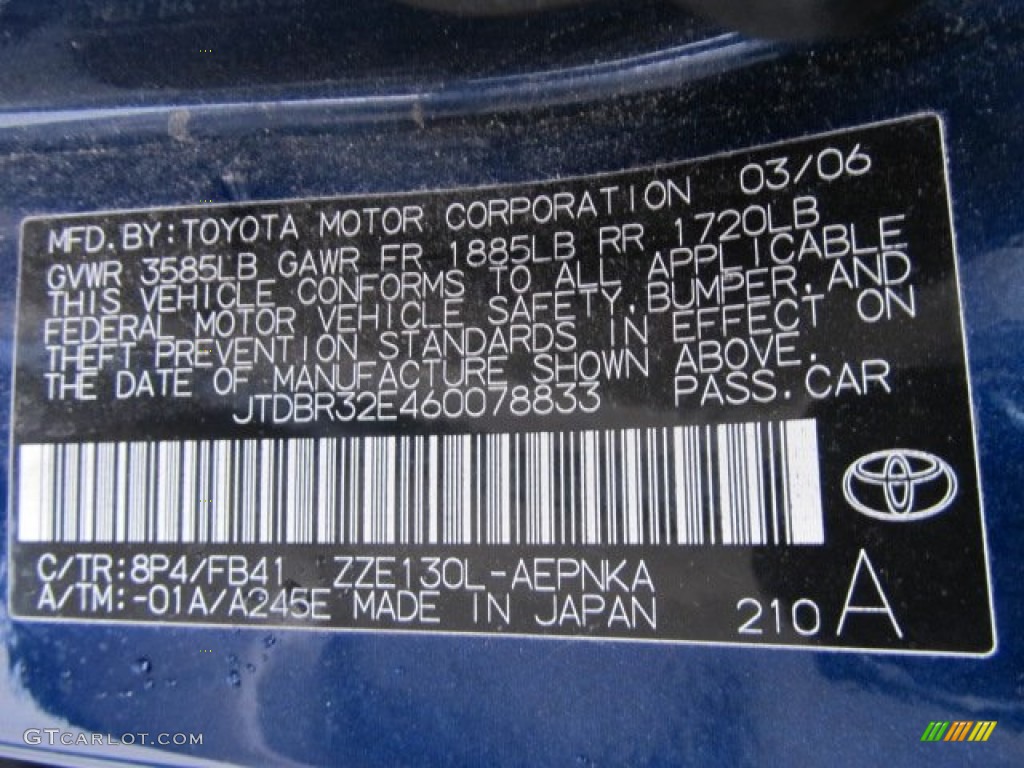 MFD. BY: TOYOTA MOTOR CORPORATION 03/06
GVWR 3585LB GAWR FR 1885LB RR 1720LB
THIS VEHICLE CONFORMS TO ALL APPLICABLE
FEDERAL MOTOR VEHICLE SAFETY, BUMPER, AND
THEFT PREVENTION STANDARDS IN EFFECT ON
THE DATE OF MANUFACTURE SHOWN ABOVE.
JTDBR32E460078833 PASS. CAR
C/TR: 8P4/FB41 ZZE130L-AEPNKA
A/TM: -01A/A245E MADE IN JAPAN 210 A
GTCARLOT.COM